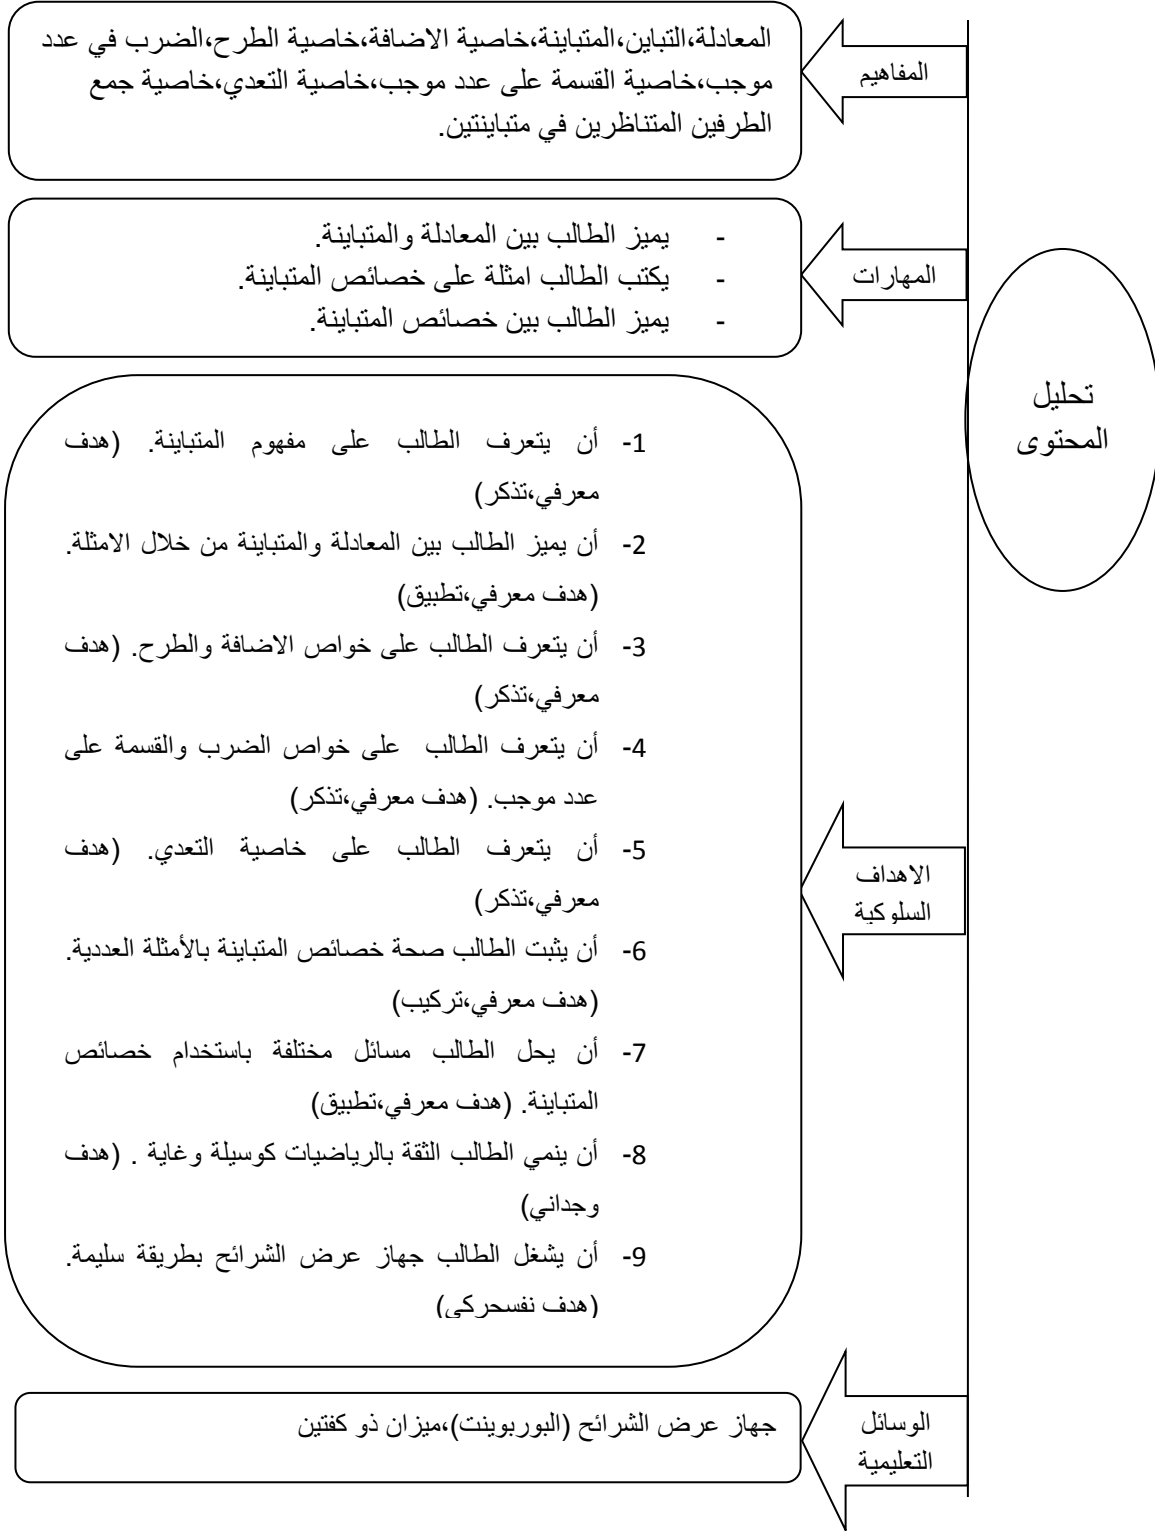 تحليل
المحتوى
المفاهيم
المعادلة،التباين،المتباينة،خاصية الاضافة،خاصية الطرح،الضرب في عدد
موجب،خاصية القسمة على عدد موجب،خاصية التعدي،خاصية جمع
الطرفين المتناظرين في متباينتين.
المهارات
- يميز الطالب بين المعادلة والمتباينة.
- يكتب الطالب امثلة على خصائص المتباينة.
- يميز الطالب بين خصائص المتباينة.
الاهداف
السلوكية
1- أن يتعرف الطالب على مفهوم المتباينة. (هدف
معرفي،تذكر)
2- أن يميز الطالب بين المعادلة والمتباينة من خلال الامثلة.
(هدف معرفي،تطبيق)
3- أن يتعرف الطالب على خواص الاضافة والطرح. (هدف
معرفي،تذكر)
4- أن يتعرف الطالب على خواص الضرب والقسمة على
عدد موجب. (هدف معرفي،تذكر)
5- أن يتعرف الطالب على خاصية التعدي. (هدف
معرفي،تذكر)
6- أن يثبت الطالب صحة خصائص المتباينة بالأمثلة العددية.
(هدف معرفي،تركيب)
7- أن يحل الطالب مسائل مختلفة باستخدام خصائص
المتباينة. (هدف معرفي،تطبيق)
8- أن ينمي الطالب الثقة بالرياضيات كوسيلة وغاية . (هدف
وجداني)
9- أن يشغل الطالب جهاز عرض الشرائح بطريقة سليمة.
(هدف نفسحركي)
الوسائل
التعليمية
جهاز عرض الشرائح (البوربوينت)،ميزان ذو كفتين